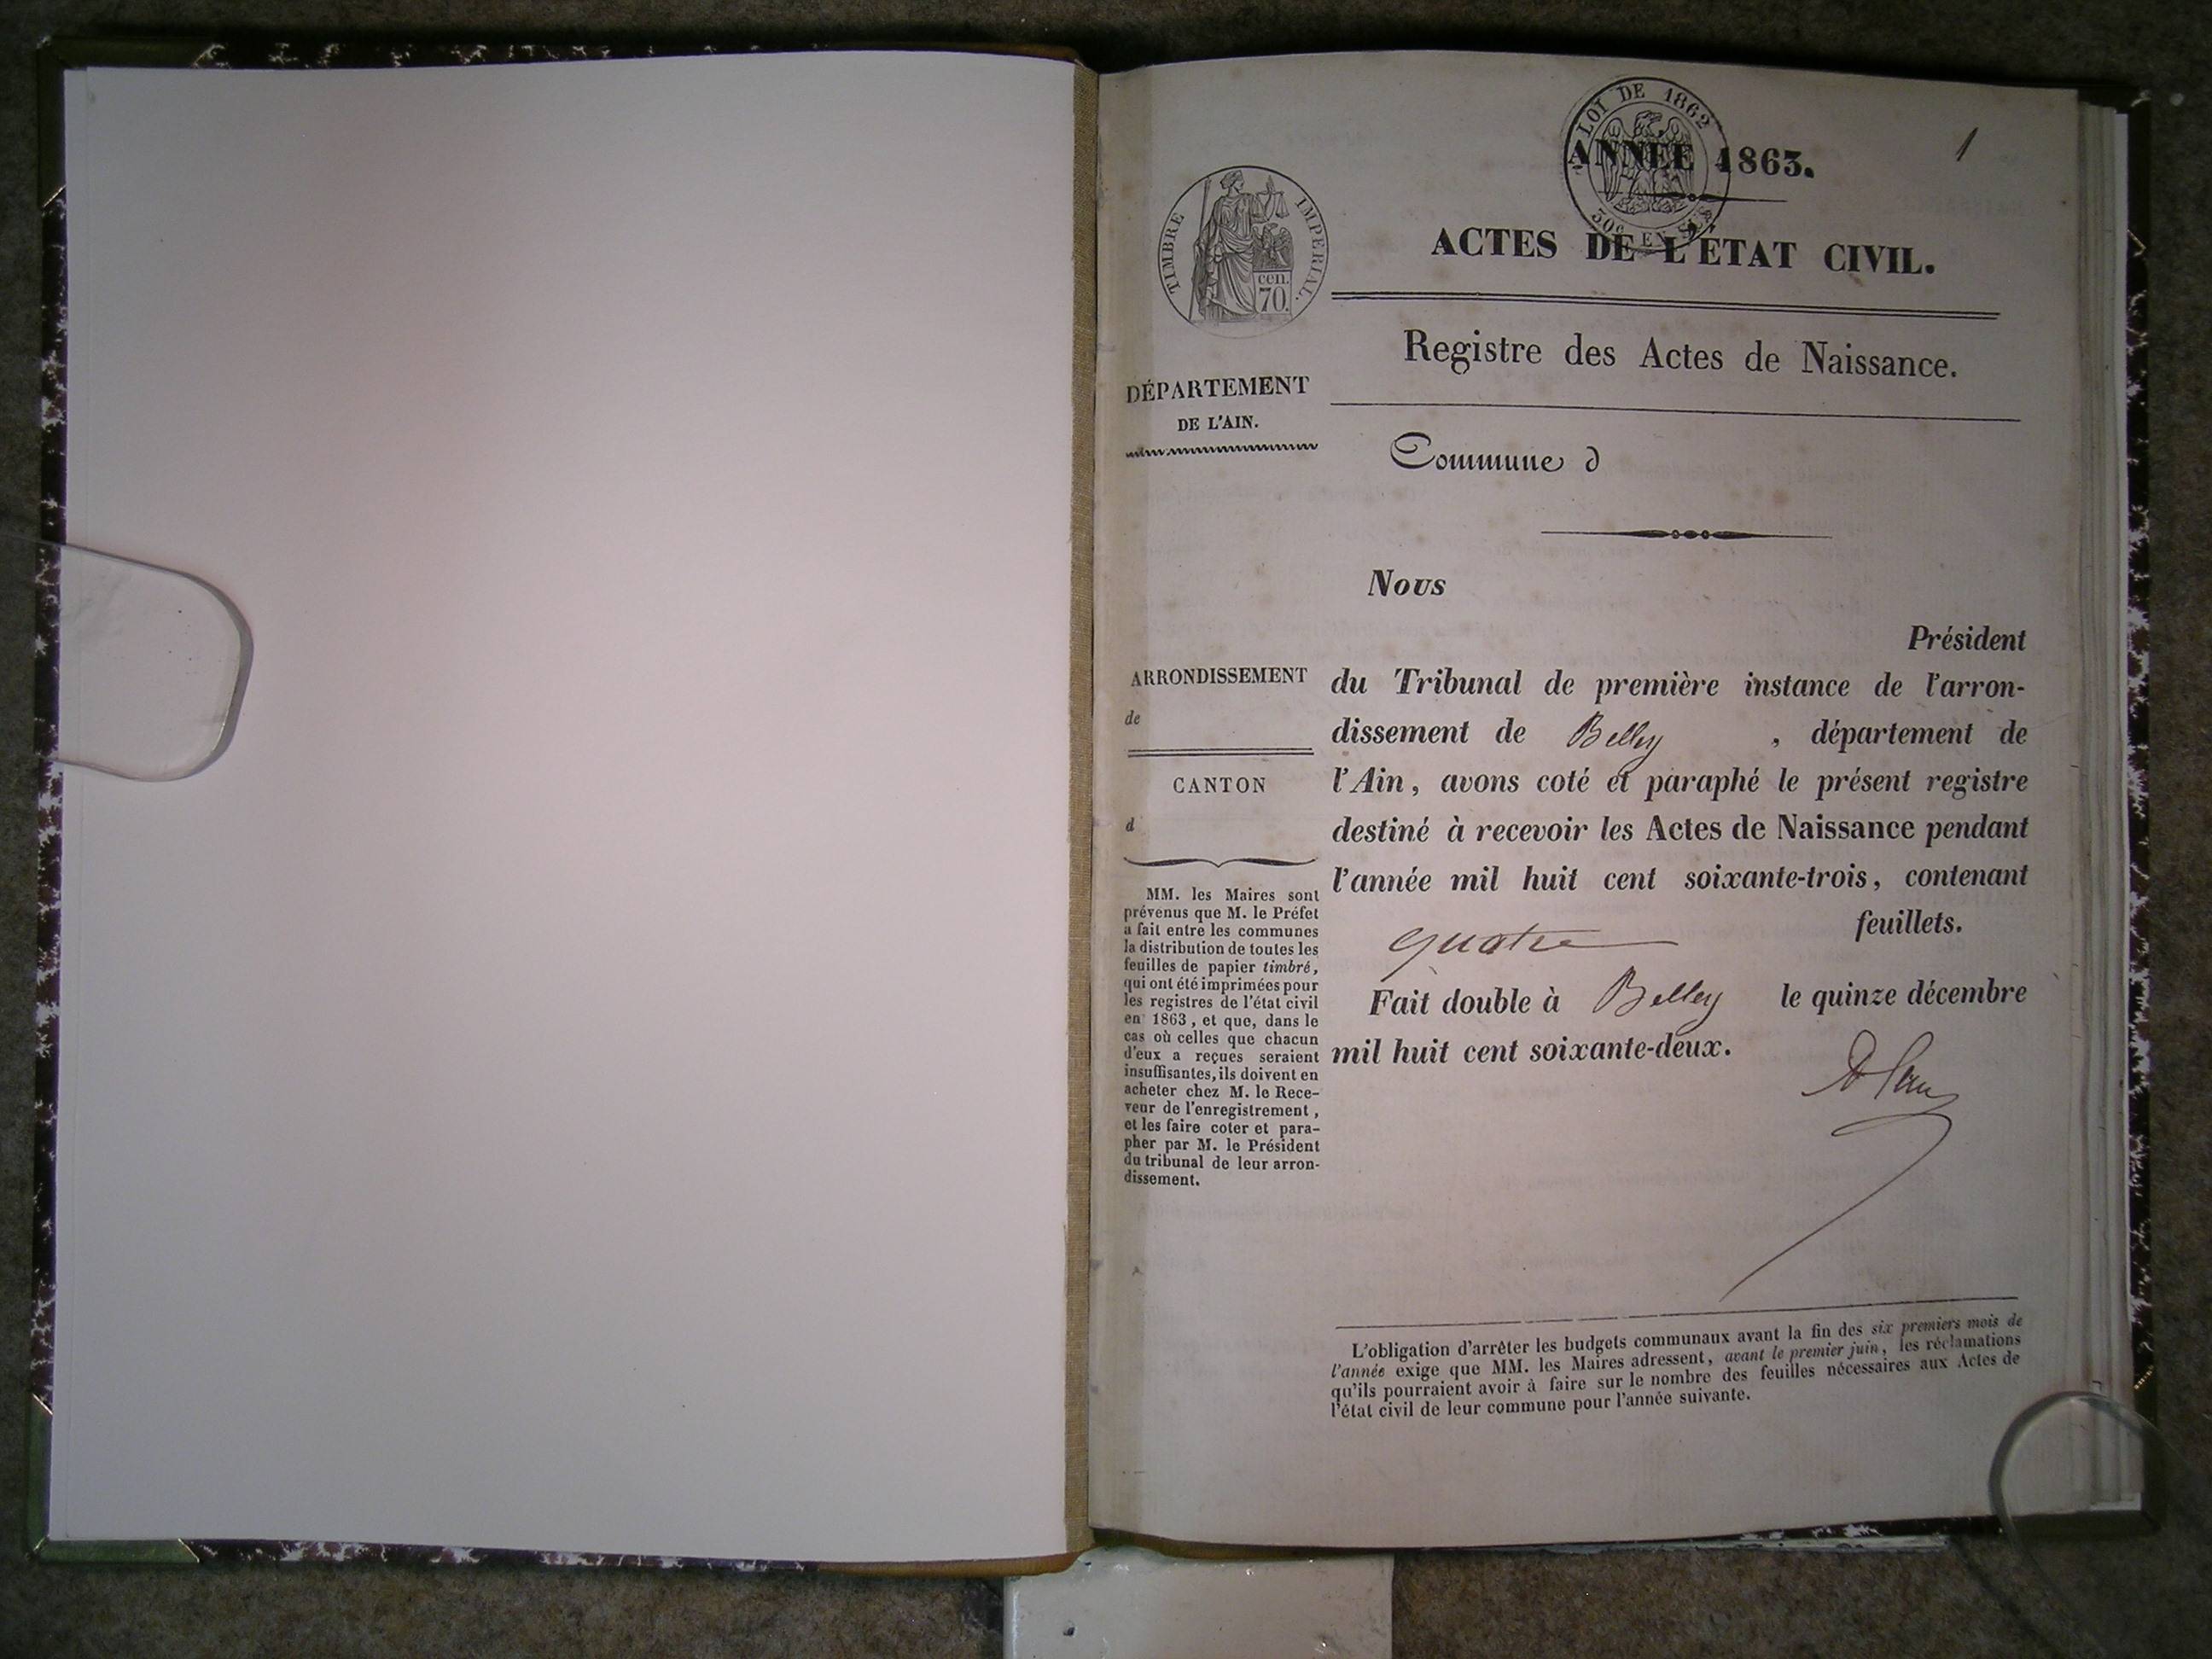 LOI DE 1862
1
ANNÉE 1863.
TIMBRE IMPERIAL.
cen.
70.
30c EN SUS
ACTES DE L'ÉTAT CIVIL.
Registre des Actes de Naissance.
DÉPARTEMENT
DE L'AIN.
Commune d
Nous
Président
ARRONDISSEMENT
de
CANTON
d
du Tribunal de première instance de l'arron-
dissement de Belley , département de
l'Ain, avons coté et paraphé le présent registre
destiné à recevoir les Actes de Naissance pendant
l'année mil huit cent soixante-trois, contenant
quatre feuillets.
Fait double à Belley le quinze décembre
mil huit cent soixante-deux.
MM. les Maires sont
prévenus que M. le Préfet
a fait entre les communes
la distribution de toutes les
feuilles de papier timbré,
qui ont été imprimées pour
les registres de l'état civil
en 1863, et que, dans le
cas où celles que chacun
d'eux a reçues seraient
insuffisantes, ils doivent en
acheter chez M. le Rece-
veur de l'enregistrement,
et les faire coter et para-
pher par M. le Président
du tribunal de leur arron-
dissement.
L'obligation d'arrêter les budgets communaux avant la fin des six premiers mois de
l'année exige que MM. les Maires adressent, avant le premier juin, les réclamations
qu'ils pourraient avoir à faire sur le nombre des feuilles nécessaires aux Actes de
l'état civil de leur commune pour l'année suivante.